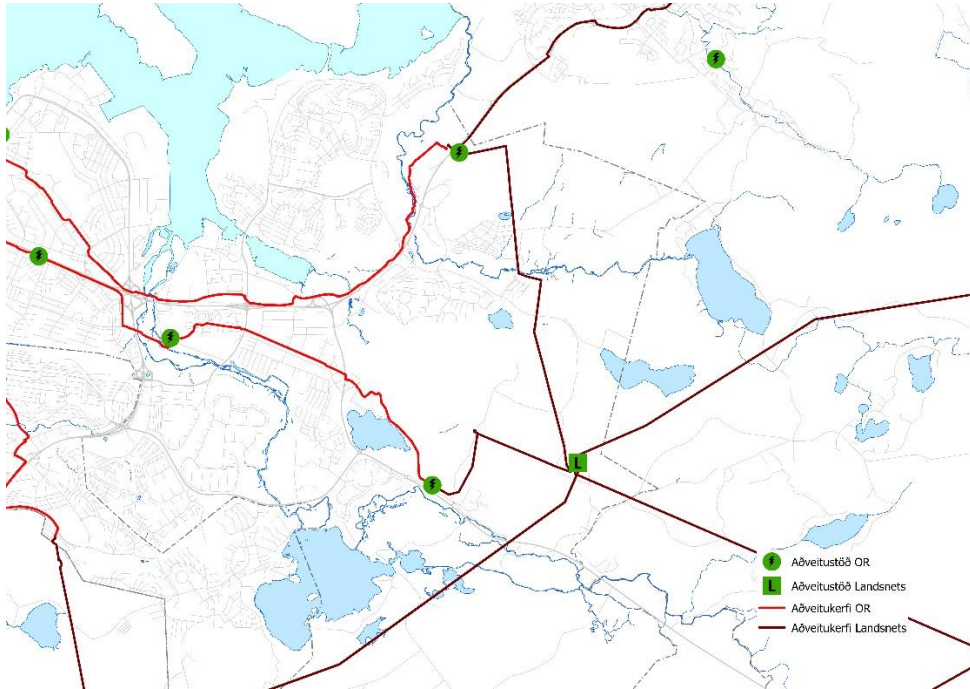 L
L
Aðveitustöð OR
Aðveitustöð Landsnets
Aðveitukerfi OR
Aðveitukerfi Landsnets